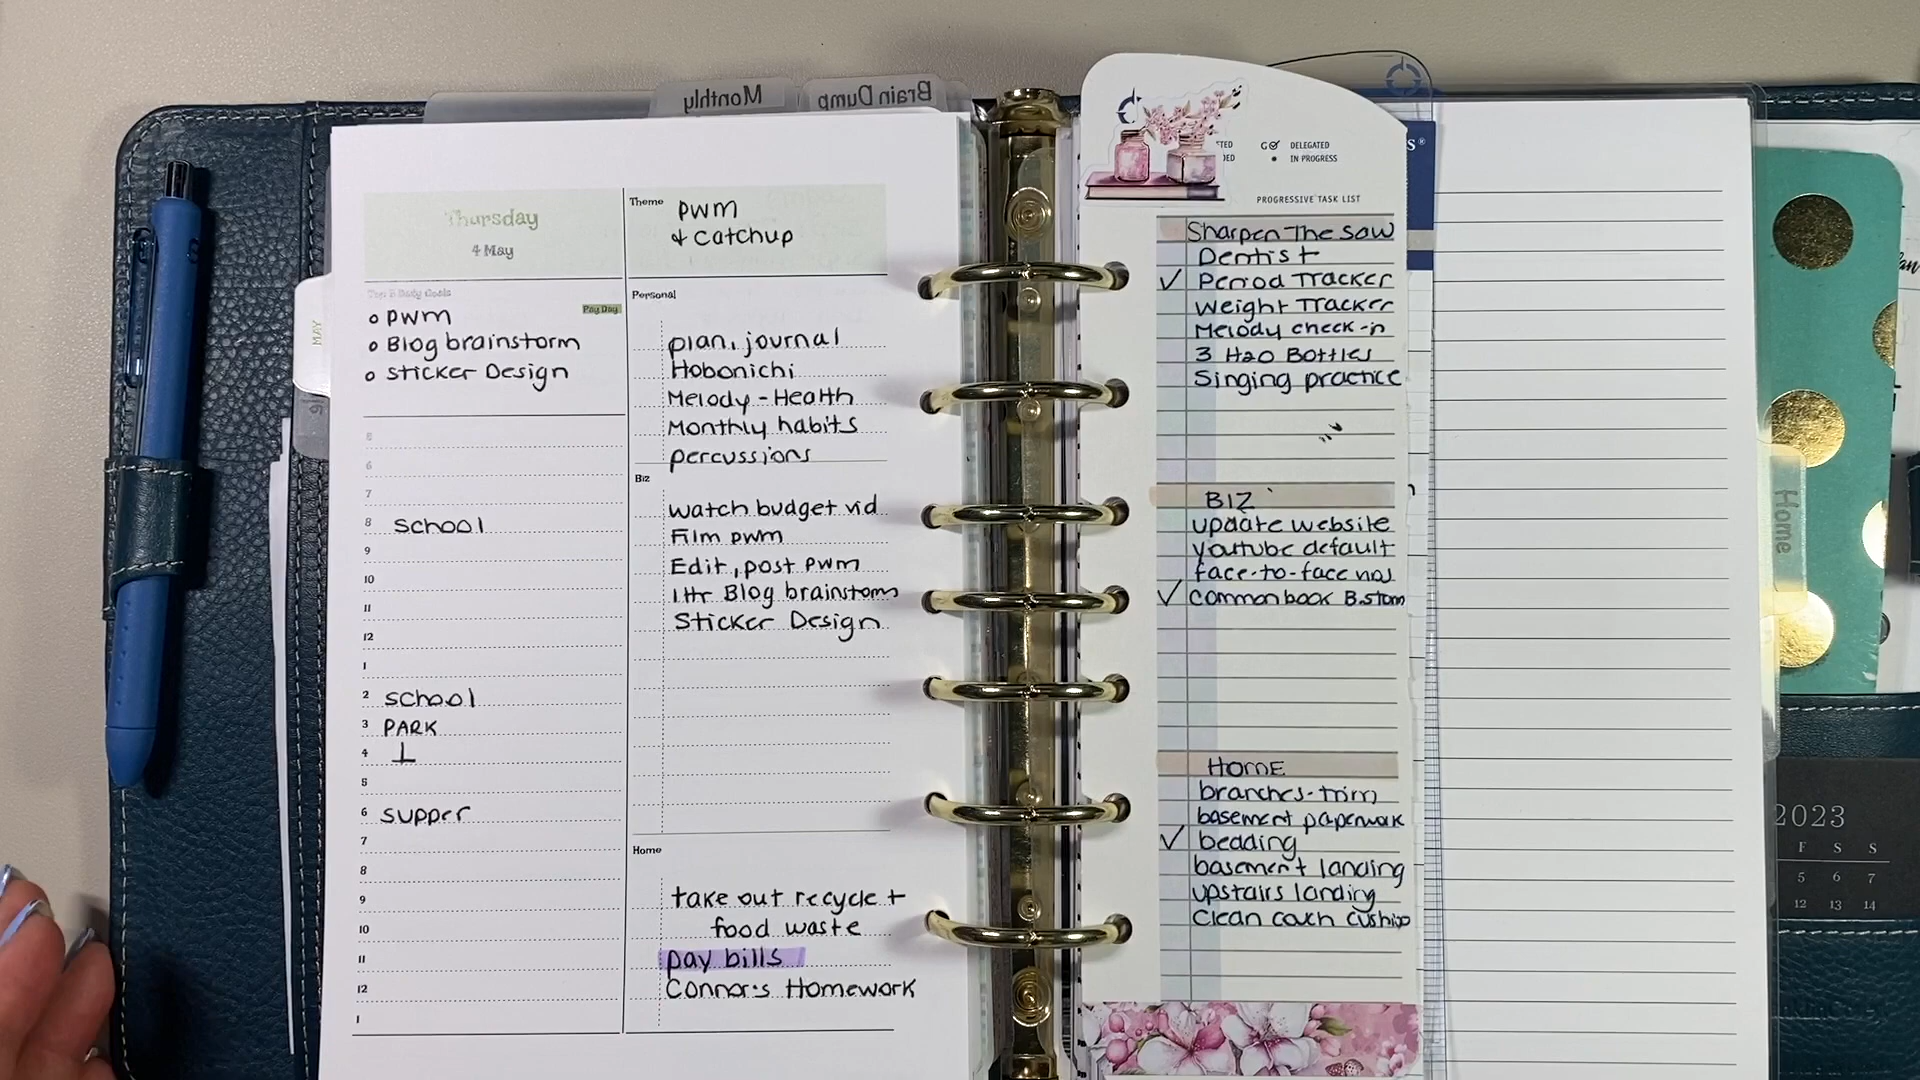 Monthly
Brain Dump
Thursday
4 May
Theme
PWM
+ Catchup
Top 3 Body Goals
Pay Day
PWM
Blog brainstorm
Sticker Design
MAY
5
6
7
8 School
9
10
11
12
1
2 School
3 PARK
4
5
6 Supper
7
8
9
10
11
12
1
Personal
plan, journal
Hobonichi
Melody - Health
Monthly habits
percussions
Biz
watch budget vid
Film pwm
Edit, post PWM
1 Hr Blog brainstorm
Sticker Design
Home
take out recycle +
food waste
pay bills
Connor's Homework
DELEGATED
IN PROGRESS
PROGRESSIVE TASK LIST
Sharpen The Saw
Dentist
✓ Period Tracker
Weight Tracker
Melody check-in
3 H2O Bottles
Singing practice
BIZ
update website
youtube default
face-to-face
✓ Commonbook B.storm
HOME
branches-trim
basement paperwork
✓ bedding
basement landing
upstairs landing
Clean couch
Home
2023
F S S
5 6 7
12 13 14